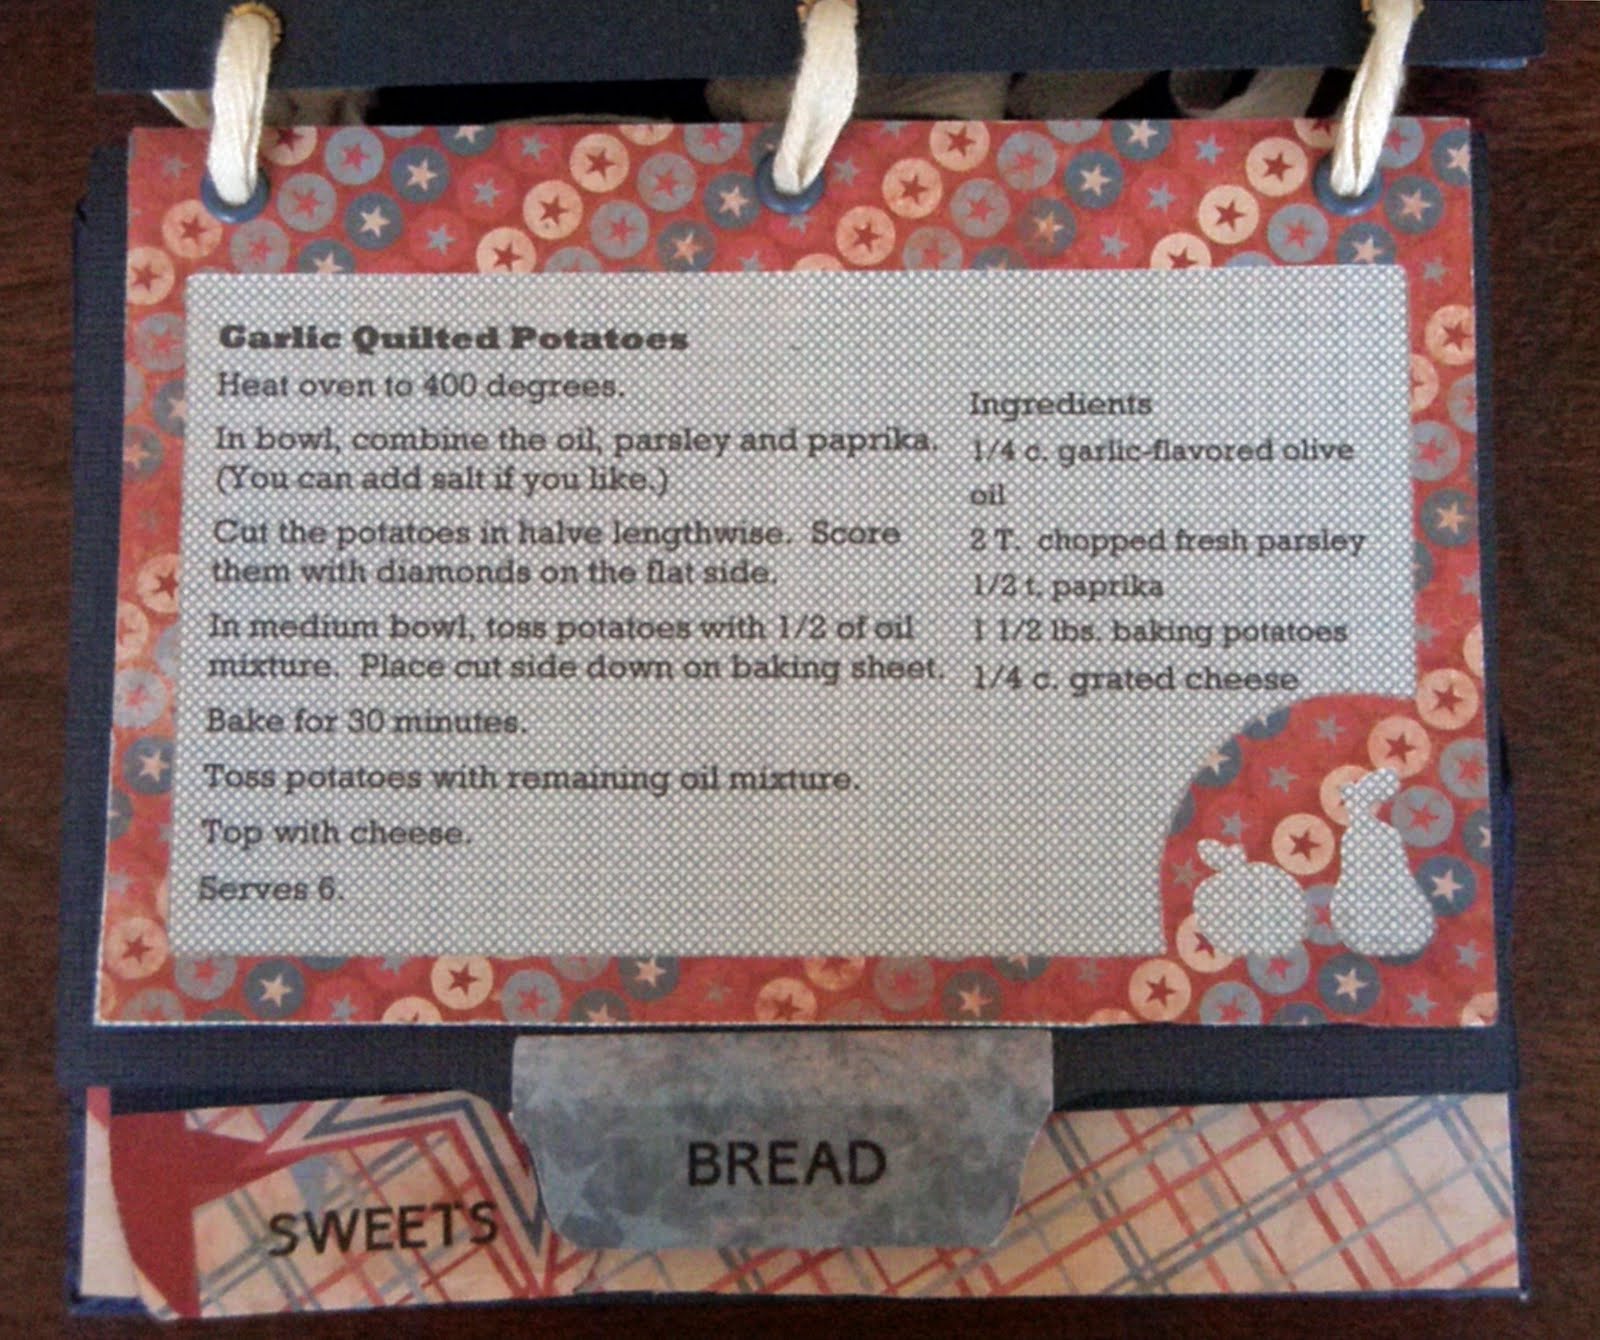 Garlic Quilted Potatoes
Heat oven to 400 degrees.
In bowl, combine the oil, parsley and paprika.
(You can add salt if you like.)
Cut the potatoes in halve lengthwise. Score
them with diamonds on the flat side.
In medium bowl, toss potatoes with 1/2 of oil
mixture. Place cut side down on baking sheet.
Bake for 30 minutes.
Toss potatoes with remaining oil mixture.
Top with cheese.
Serves 6.
Ingredients
1/4 c. garlic-flavored olive
oil
2 T. chopped fresh parsley
1/2 t. paprika
1 1/2 lbs. baking potatoes
1/4 c. grated cheese
BREAD
SWEETS